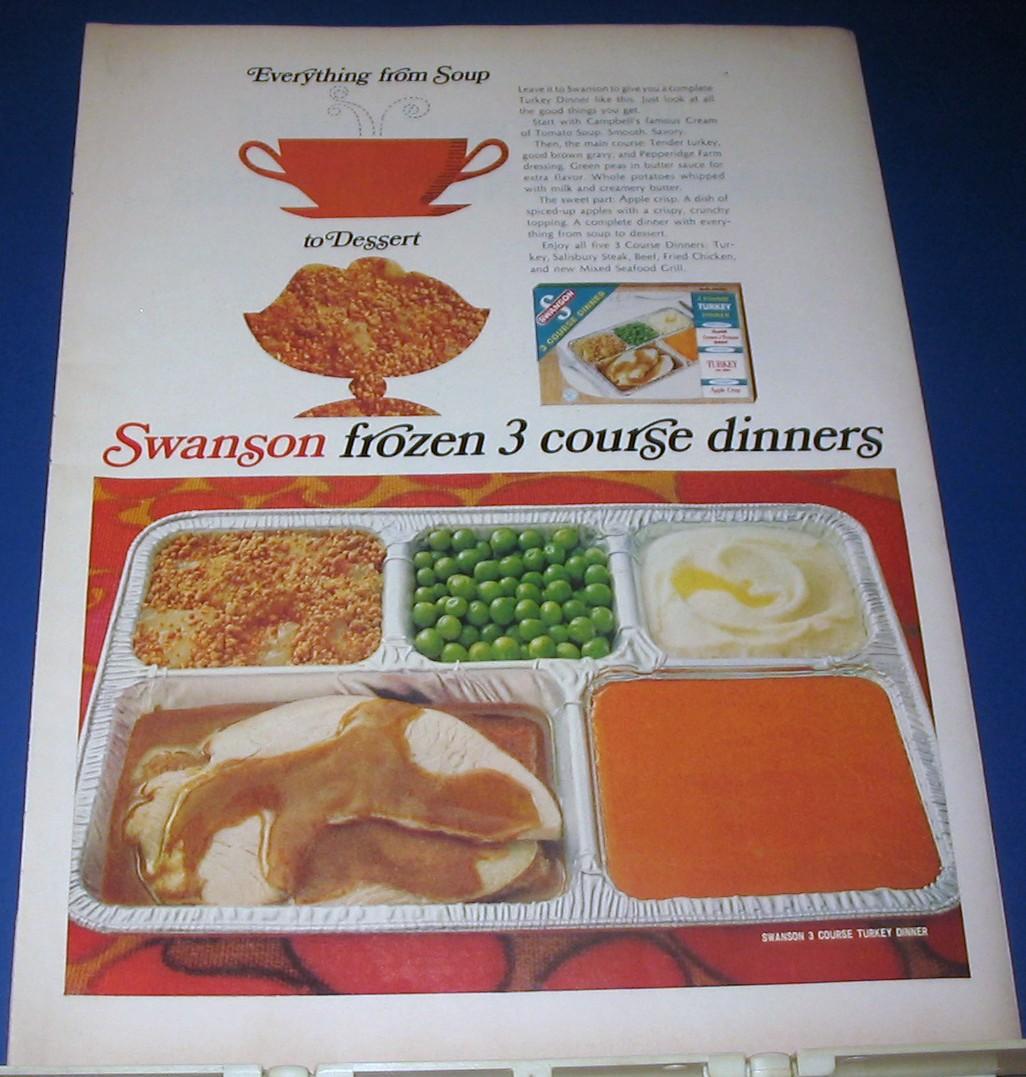 Everything from Soup
to Dessert
Leave it to Swanson to give you a complete
Turkey Dinner like this. Just look at all
the good things you get.
Start with Campbell's famous Cream
of Tomato Soup. Smooth. Savory.
Then, the main course: Tender turkey,
good brown gravy, and Pepperidge Farm
dressing. Green peas in butter sauce for
extra flavor. Whole potatoes whipped
with milk and creamery butter.
The sweet part: Apple crisp. A dish of
spiced-up apples with a crispy, crunchy
topping. A complete dinner with every-
thing from soup to dessert.
Enjoy all five 3 Course Dinners: Tur-
key, Salisbury Steak, Beef, Fried Chicken,
and new Mixed Seafood Grill.
S
SWANSON
3 COURSE DINNER
3 COURSE
TURKEY
DINNER
TURKEY
Apple Crisp
Swanson frozen 3 course dinners
SWANSON 3 COURSE TURKEY DINNER